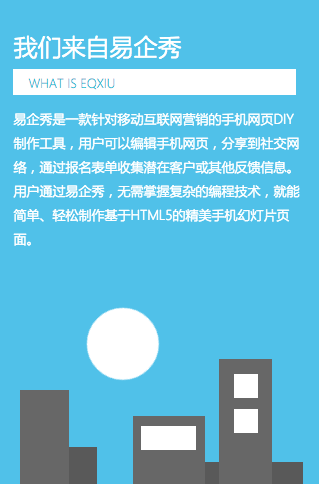 我们来自易企秀
WHAT IS EQXIU
易企秀是一款针对移动互联网营销的手机网页DIY
制作工具，用户可以编辑手机网页，分享到社交网
络，通过报名表单收集潜在客户或其他反馈信息。
用户通过易企秀，无需掌握复杂的编程技术，就能
简单、轻松制作基于HTML5的精美手机幻灯片页
面。